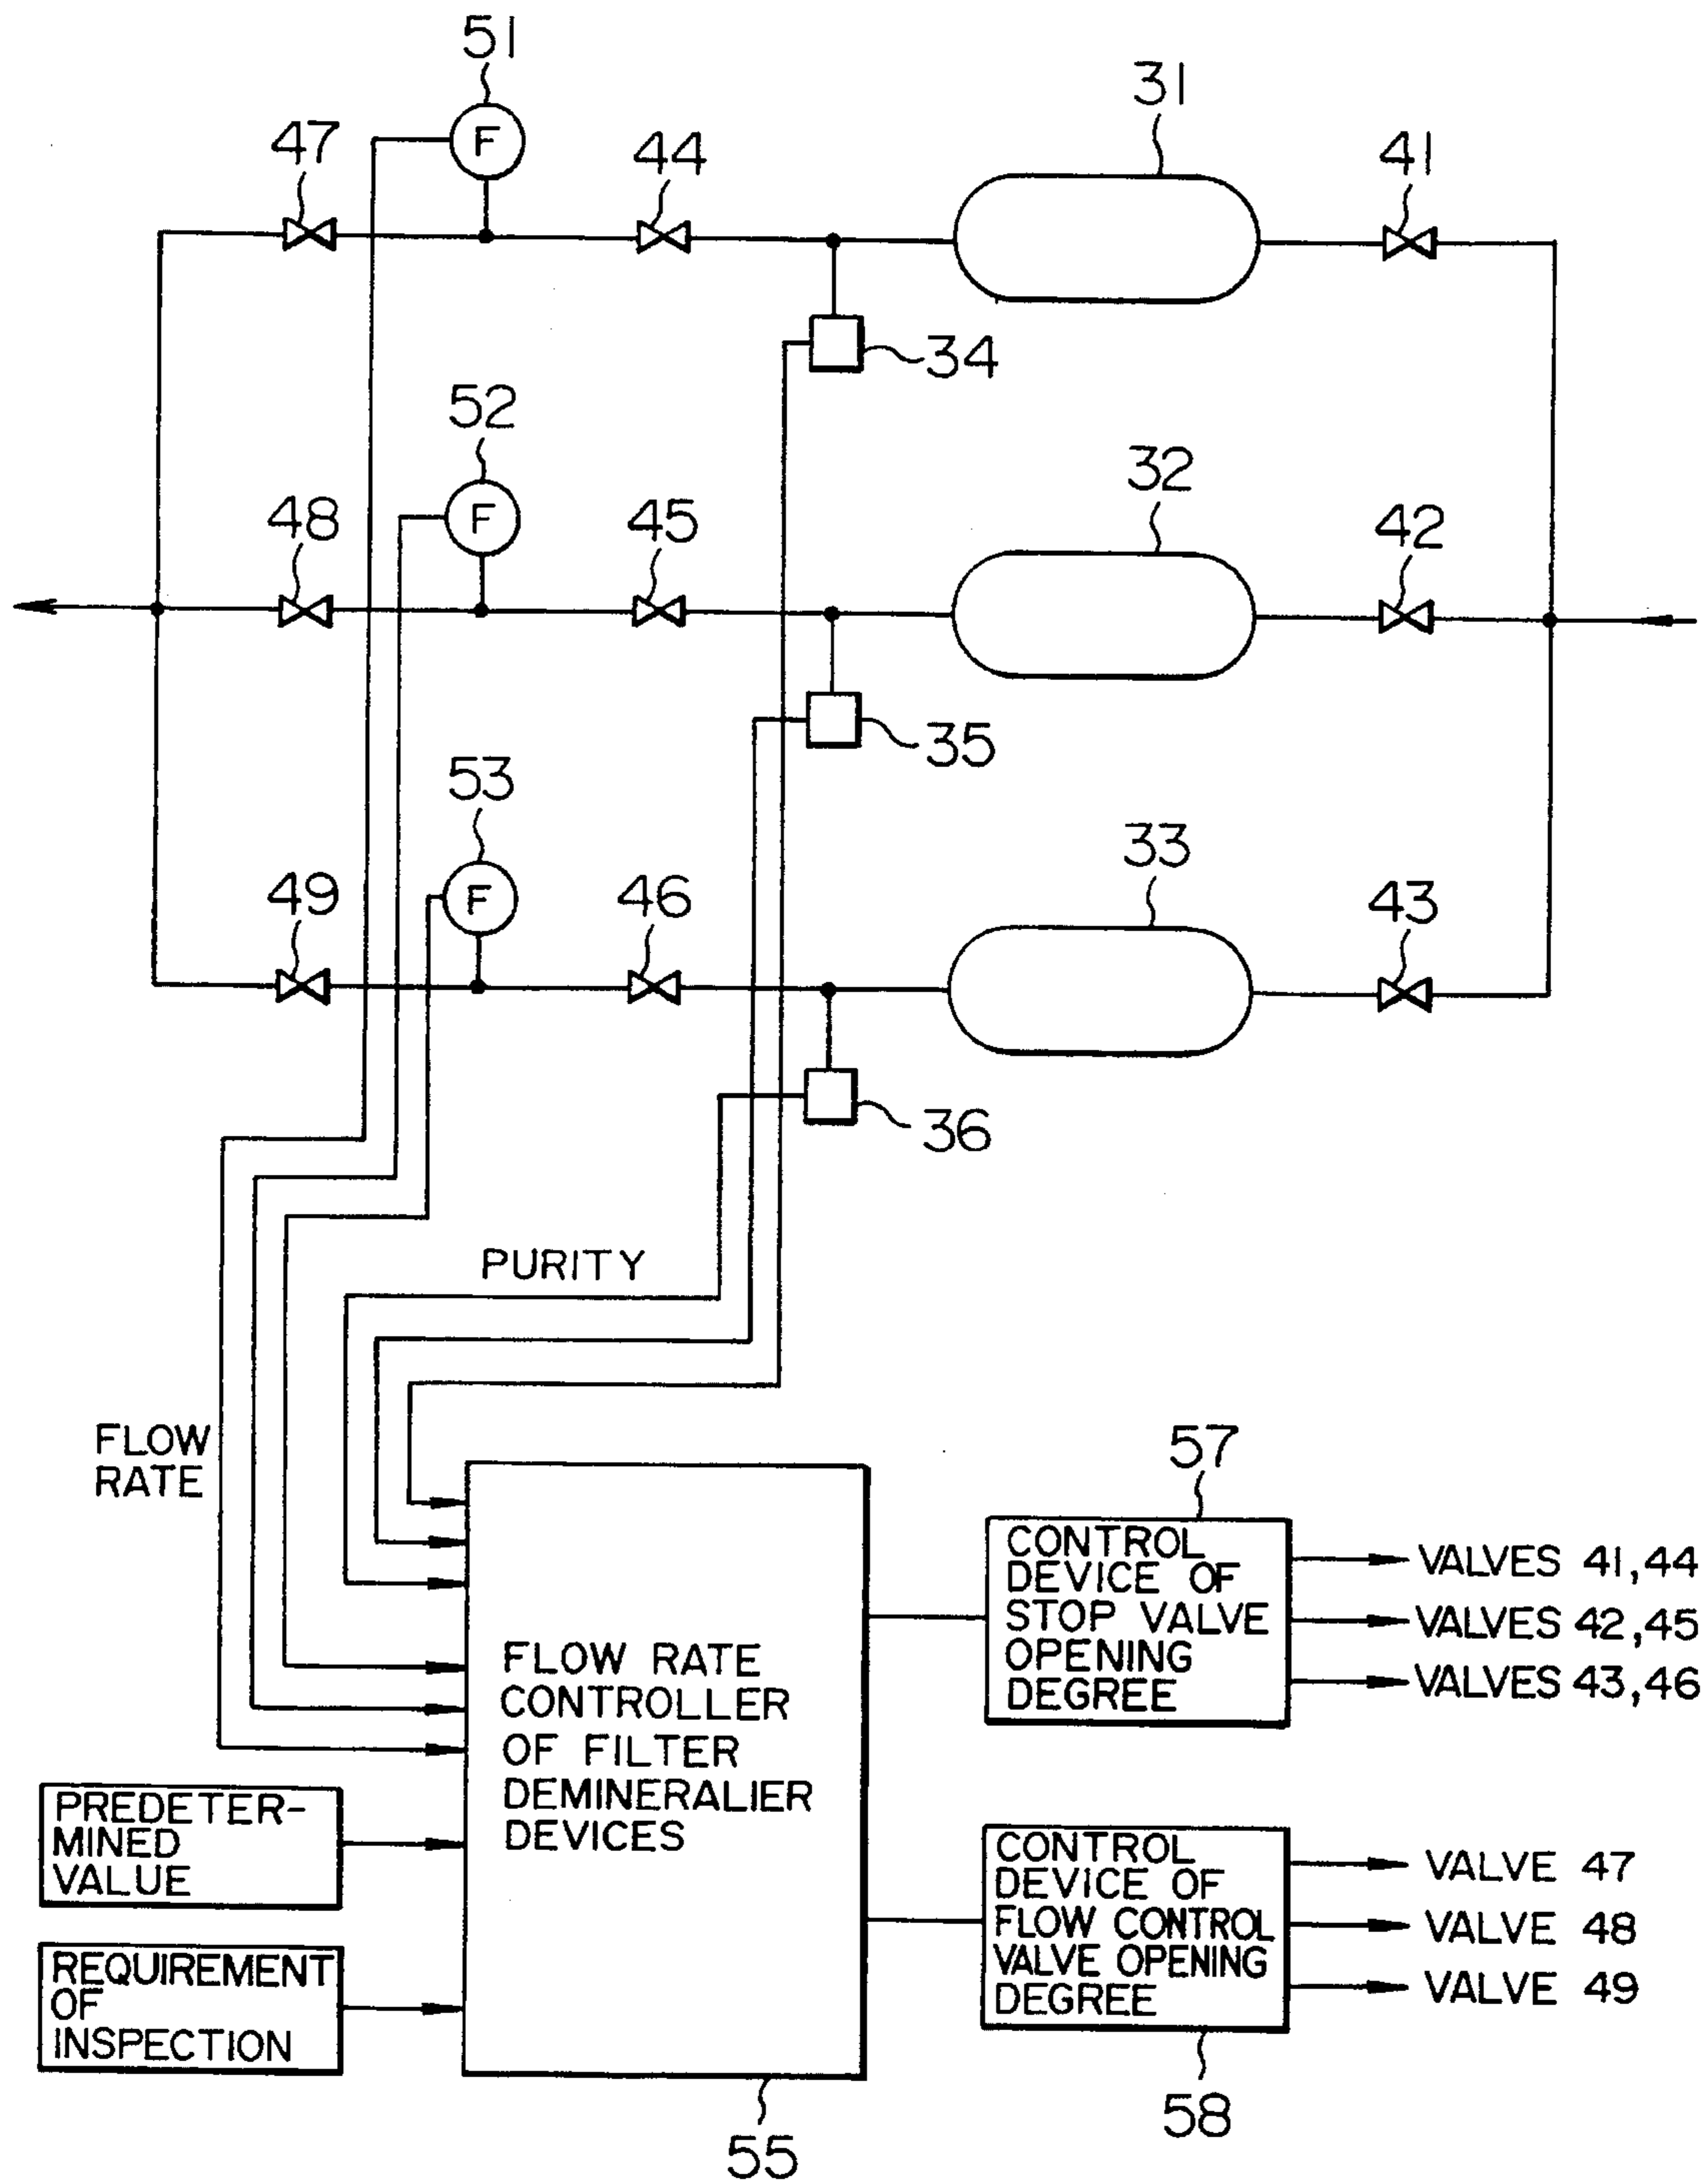 51
31
47
44
41
F
34
52
32
48
45
42
F
35
53
33
49
46
43
F
36
PURITY
FLOW
RATE
57
CONTROL
DEVICE OF
STOP VALVE
OPENING
DEGREE
VALVES 41,44
VALVES 42,45
VALVES 43,46
FLOW RATE
CONTROLLER
OF FILTER
DEMINERALIER
DEVICES
PREDETER-
MINED
VALUE
CONTROL
DEVICE OF
FLOW CONTROL
VALVE OPENING
DEGREE
VALVE 47
VALVE 48
VALVE 49
REQUIREMENT
OF
INSPECTION
58
55